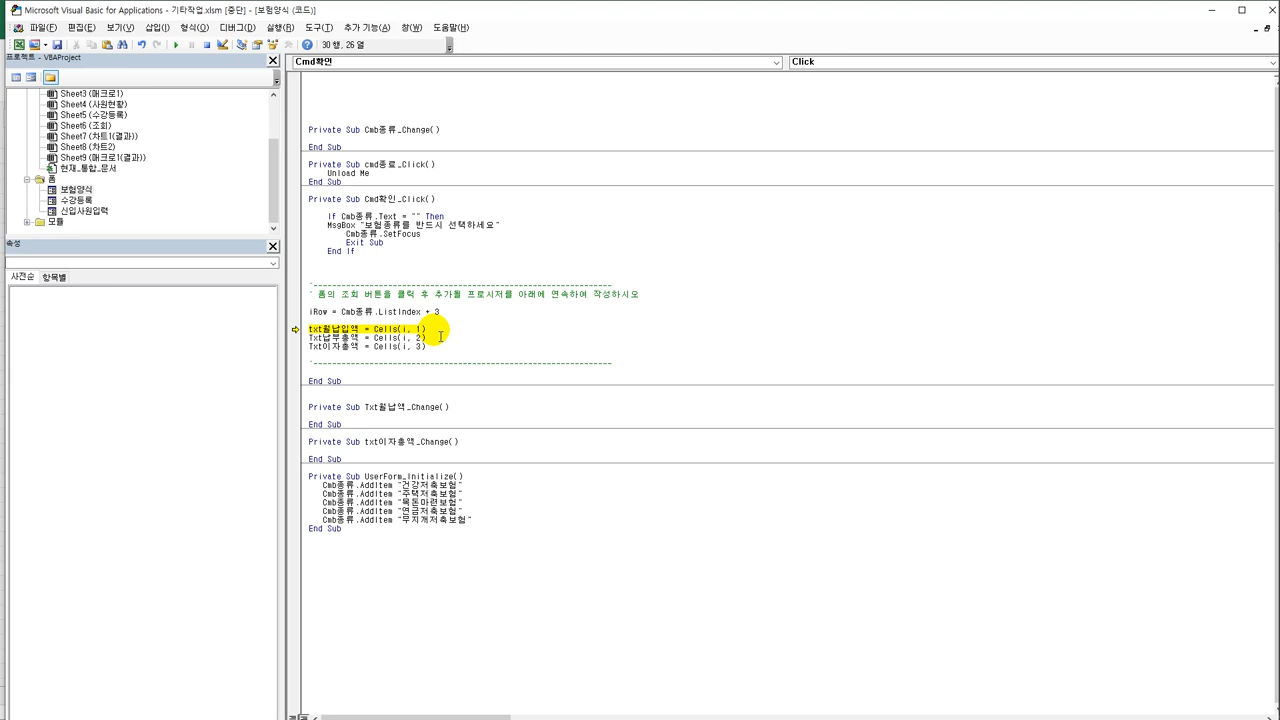 Microsoft Visual Basic for Applications - 기타작업.xlsm [중단] - [보험양식 (코드)]
파일(F) 편집(E) 보기(V) 삽입(I) 형식(O) 디버그(D) 실행(R) 도구(T) 추가 기능(A) 창(W) 도움말(H)
30 행, 26 열
프로젝트 - VBAProject
Cmd확인 Click
Sheet3 (매크로1)
Sheet4 (사원현황)
Sheet5 (수강등록)
Sheet6 (조회)
Sheet7 (차트1(결과))
Sheet8 (차트2)
Sheet9 (매크로1(결과))
현재_통합_문서
폼
보험양식
수강등록
신입사원입력
모듈
속성
사전순 항목별
Private Sub Cmb종류_Change()
End Sub
Private Sub cmd종료_Click()
Unload Me
End Sub
Private Sub Cmd확인_Click()
If Cmb종류.Text = "" Then
MsgBox "보험종류를 반드시 선택하세요"
Cmb종류.SetFocus
Exit Sub
End If
'----------------------------------------------------------------
' 폼의 조회 버튼을 클릭 후 추가될 프로시저를 아래에 연속하여 작성하시오
iRow = Cmb종류.ListIndex + 3
txt월납입액 = Cells(i, 1)
Txt납부총액 = Cells(i, 2)
Txt이자총액 = Cells(i, 3)
'----------------------------------------------------------------
End Sub
Private Sub Txt월납액_Change()
End Sub
Private Sub txt이자총액_Change()
End Sub
Private Sub UserForm_Initialize()
Cmb종류.AddItem "건강저축보험"
Cmb종류.AddItem "주택저축보험"
Cmb종류.AddItem "목돈마련보험"
Cmb종류.AddItem "연금저축보험"
Cmb종류.AddItem "무지개저축보험"
End Sub